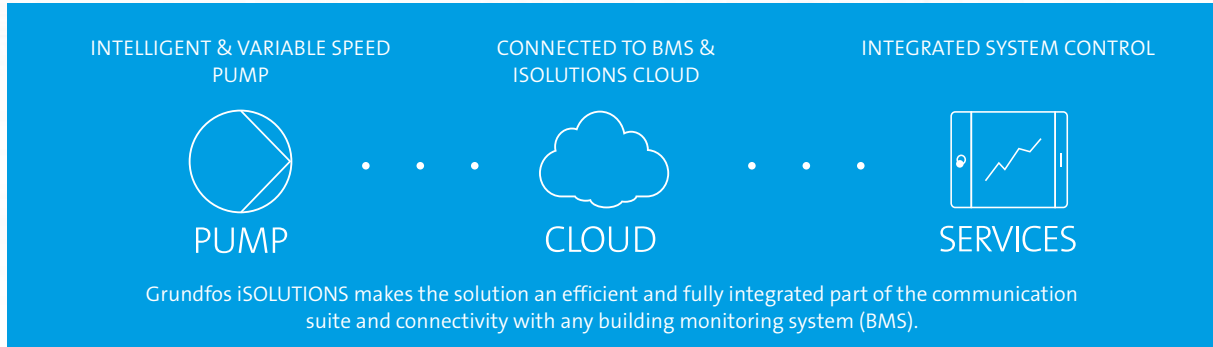 INTELLIGENT & VARIABLE SPEED
PUMP
CONNECTED TO BMS &
ISOLUTIONS CLOUD
INTEGRATED SYSTEM CONTROL
PUMP
CLOUD
SERVICES
Grundfos iSOLUTIONS makes the solution an efficient and fully integrated part of the communication
suite and connectivity with any building monitoring system (BMS).